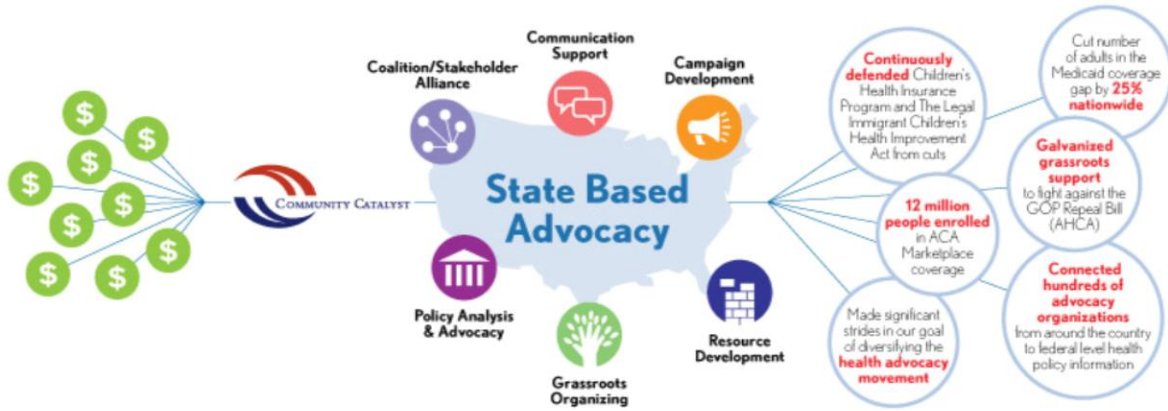 $
$
$
$
$
$
$
$
$
COMMUNITY CATALYST
Coalition/Stakeholder
Alliance
Communication
Support
Campaign
Development
State Based
Advocacy
Policy Analysis
& Advocacy
Grassroots
Organizing
Resource
Development
Continuously
defended Children's
Health Insurance
Program and The Legal
Immigrant Children's
Health Improvement
Act from cuts
Cut number
of adults in the
Medicaid coverage
gap by 25%
nationwide
Galvanized
grassroots
support
to fight against the
GOP Repeal Bill
(AHCA)
12 million
people enrolled
in ACA
Marketplace
coverage
Connected
hundreds of
advocacy
organizations
from around the country
to federal level health
policy information
Made significant
strides in our goal
of diversifying the
health advocacy
movement